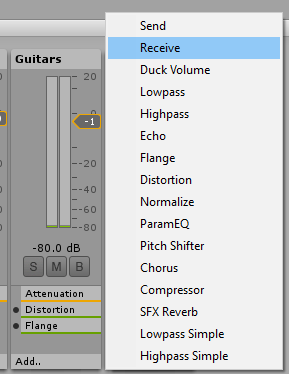 Guitars
20
0
-1
-20
-40
-60
-80
-80.0 dB
S M B
Attenuation
Distortion
Flange
Add..
Send
Receive
Duck Volume
Lowpass
Highpass
Echo
Flange
Distortion
Normalize
ParamEQ
Pitch Shifter
Chorus
Compressor
SFX Reverb
Lowpass Simple
Highpass Simple